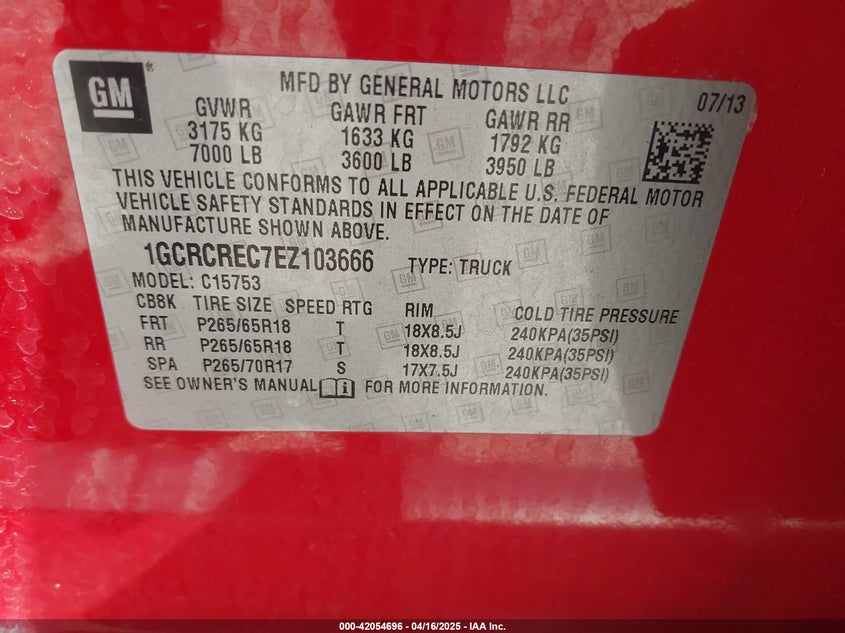 GM
MFD BY GENERAL MOTORS LLC
07/13
GVWR GAWR FRT GAWR RR
3175 KG 1633 KG 1792 KG
7000 LB 3600 LB 3950 LB
THIS VEHICLE CONFORMS TO ALL APPLICABLE U.S. FEDERAL MOTOR
VEHICLE SAFETY STANDARDS IN EFFECT ON THE DATE OF
MANUFACTURE SHOWN ABOVE.
1GCRCREC7EZ103666 TYPE: TRUCK
MODEL: C15753
CB8K TIRE SIZE SPEED RTG RIM COLD TIRE PRESSURE
FRT P265/65R18 T 18X8.5J 240KPA(35PSI)
RR P265/65R18 T 18X8.5J 240KPA(35PSI)
SPA P265/70R17 S 17X7.5J 240KPA(35PSI)
SEE OWNER'S MANUAL FOR MORE INFORMATION.
000-42054696 - 04/16/2025 - IAA Inc.